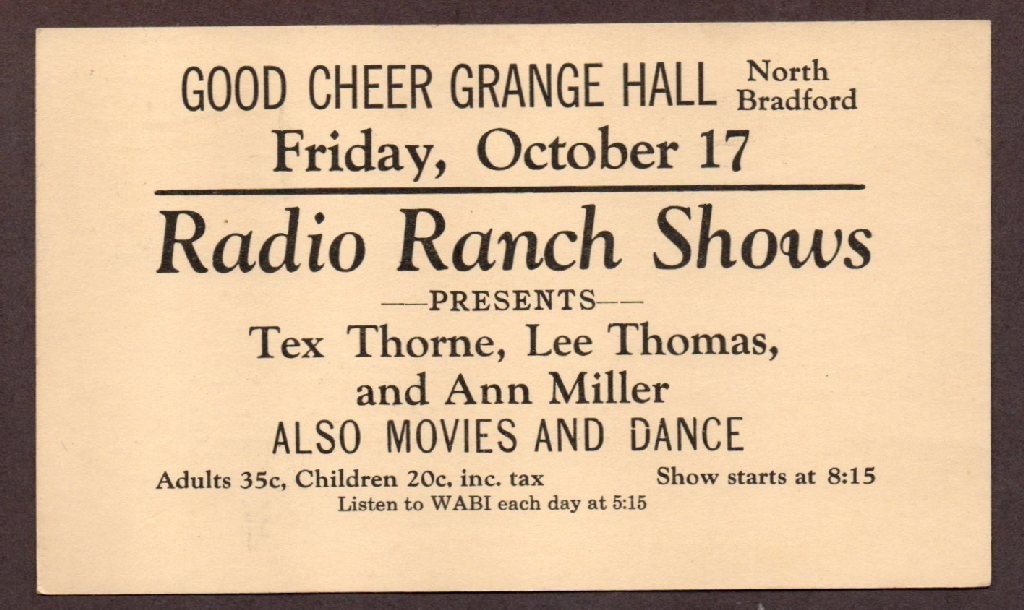 GOOD CHEER GRANGE HALL North Bradford
Friday, October 17
Radio Ranch Shows
—PRESENTS—
Tex Thorne, Lee Thomas,
and Ann Miller
ALSO MOVIES AND DANCE
Adults 35c, Children 20c, inc. tax Show starts at 8:15
Listen to WABI each day at 5:15